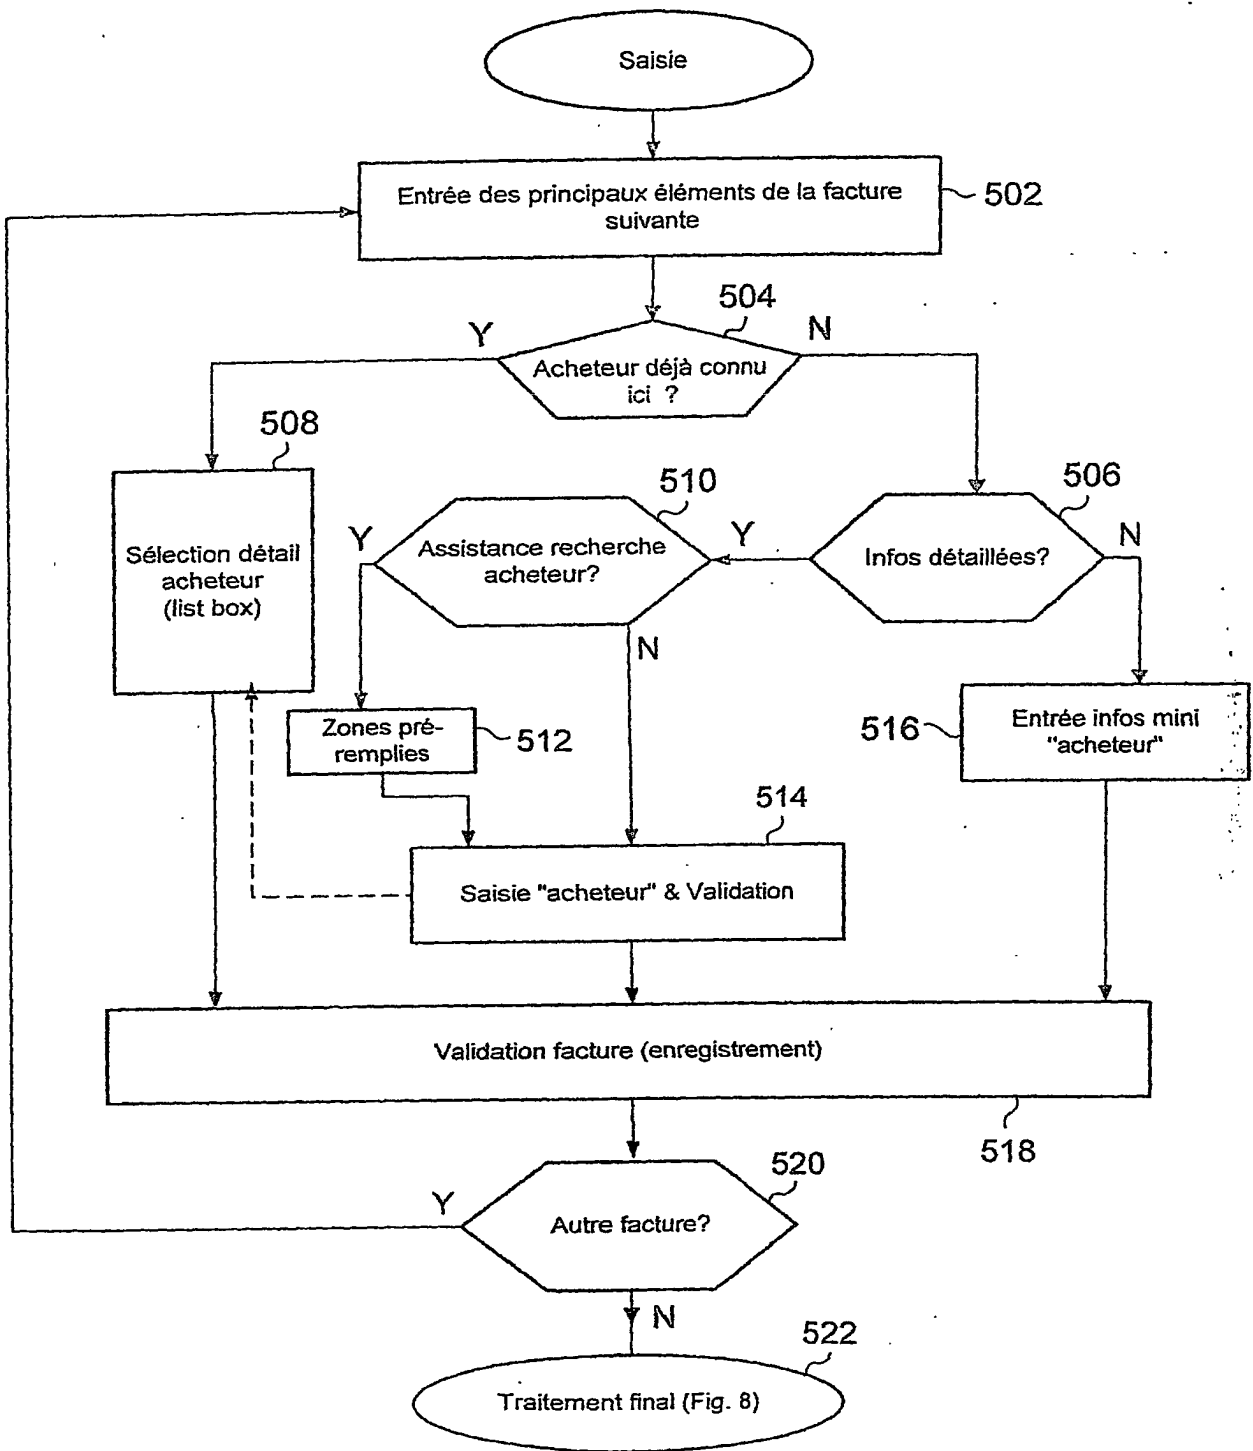 Saisie
Entrée des principaux éléments de la facture
suivante
502
504
Y
N
Acheteur déjà connu
ici ?
508
510
506
Sélection détail
acheteur
(list box)
Y
Assistance recherche
acheteur?
Y
Infos détaillées?
N
N
Zones pré-
remplies
512
516
Entrée infos mini
"acheteur"
514
Saisie "acheteur" & Validation
Validation facture (enregistrement)
518
520
Y
Autre facture?
N
522
Traitement final (Fig. 8)